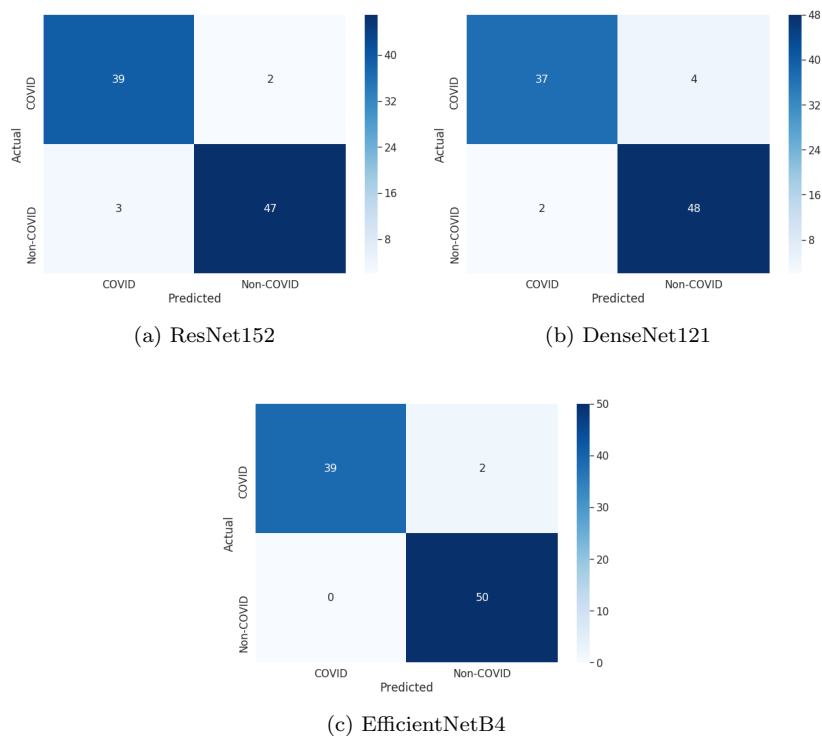 COVID
Non-COVID
Actual
39
2
3
47
COVID
Non-COVID
Predicted
40
32
24
16
8
(a) ResNet152
COVID
Non-COVID
Actual
37
4
2
48
COVID
Non-COVID
Predicted
48
40
32
24
16
8
(b) DenseNet121
COVID
Non-COVID
Actual
39
2
0
50
COVID
Non-COVID
Predicted
50
40
30
20
10
0
(c) EfficientNetB4